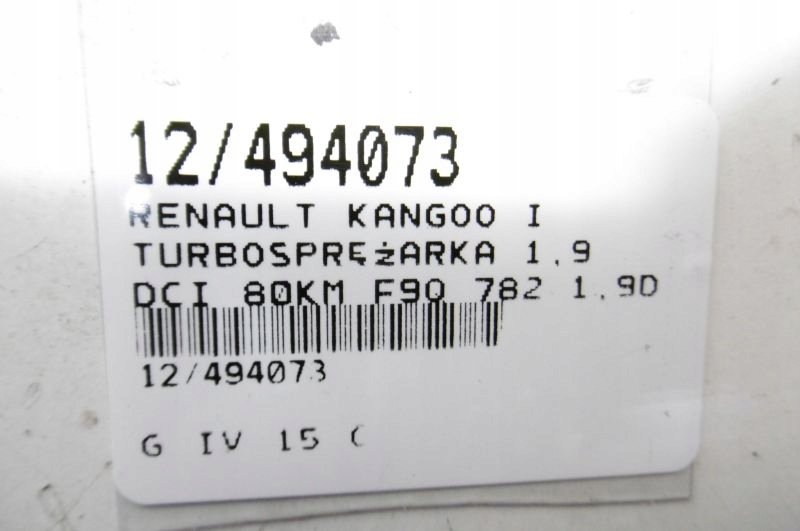 12/494073
RENAULT KANGOO I
TURBOSPRĘŻARKA 1.9
DCI 80KM F9Q 782 1.9D
12/494073
G IV 15 (